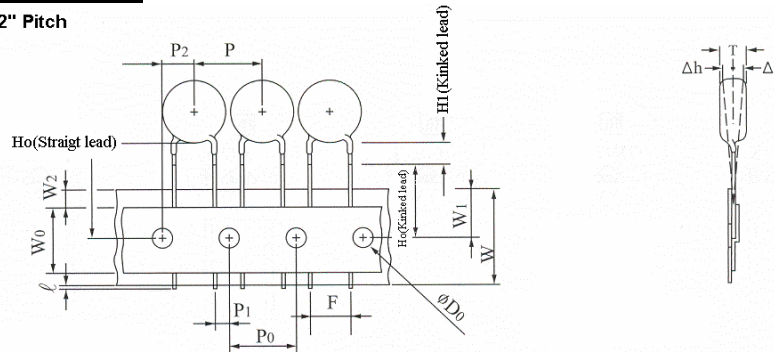 2" Pitch
P2
P
H1(Kinked lead)
T
Δh
Δ
Ho(Straigt lead)
W2
W0
Ho(Kinked lead)
W1
W
ℓ
P1
F
øD0
P0